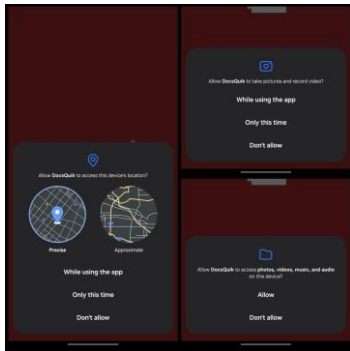 Allow DocsQuik to access this device's location?
Precise
Approximate
While using the app
Only this time
Don't allow
Allow DocsQuik to take pictures and record video?
While using the app
Only this time
Don't allow
Allow DocsQuik to access photos, videos, music, and audio
on this device?
Allow
Don't allow